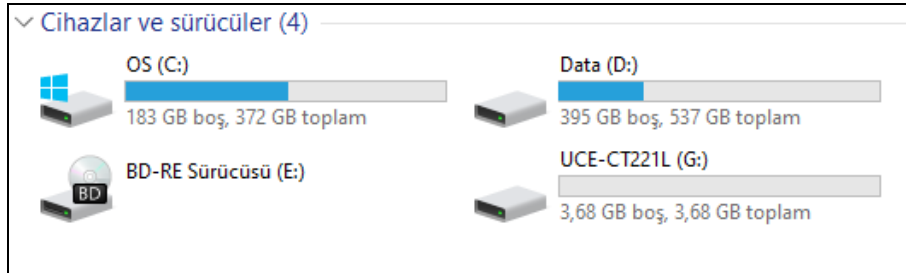 Cihazlar ve sürücüler (4)
OS (C:)
183 GB boş, 372 GB toplam
Data (D:)
395 GB boş, 537 GB toplam
BD-RE Sürücüsü (E:)
BD
UCE-CT221L (G:)
3,68 GB boş, 3,68 GB toplam